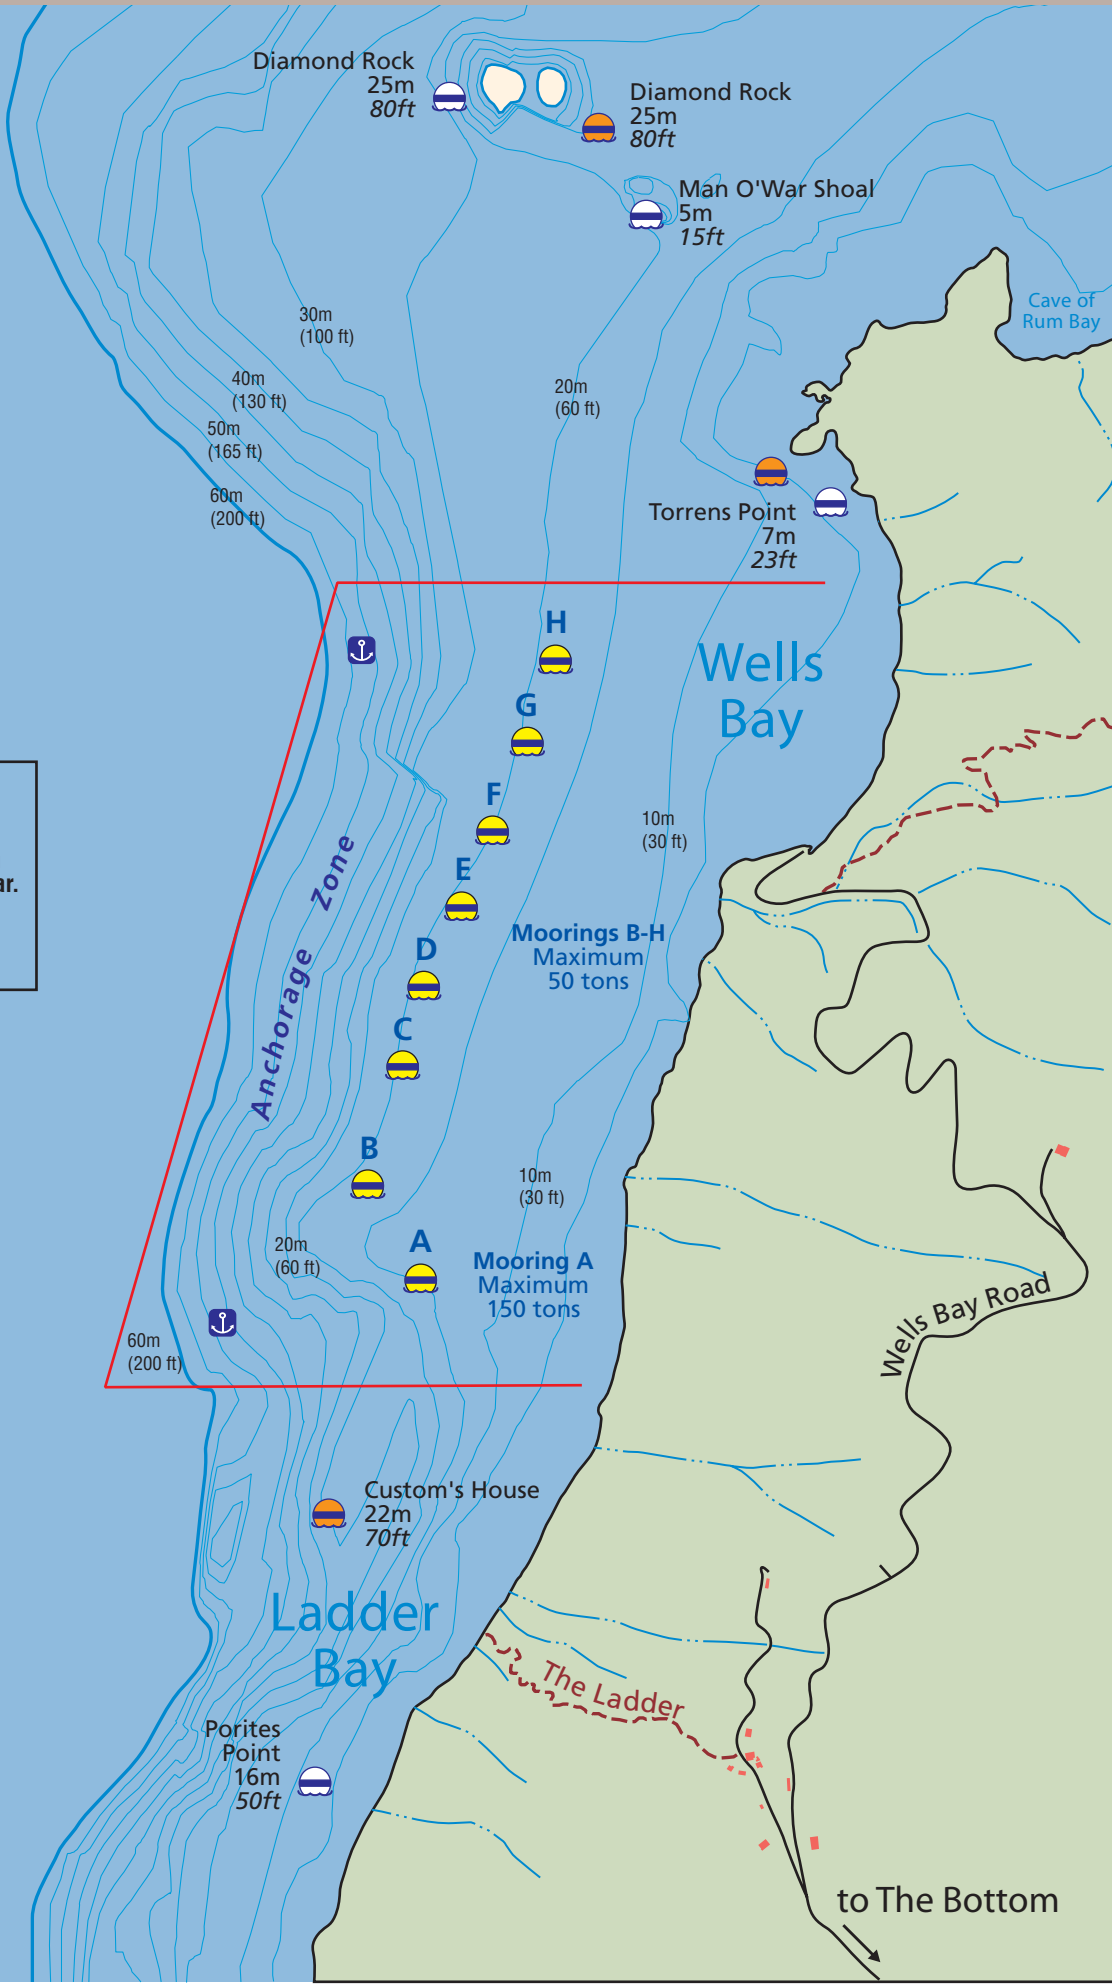 Diamond Rock
25m
80ft
Diamond Rock
25m
80ft
Man O'War Shoal
5m
15ft
Cave of
Rum Bay
30m
(100 ft)
40m
(130 ft)
20m
(60 ft)
50m
(165 ft)
60m
(200 ft)
Torrens Point
7m
23ft
H
Wells
Bay
G
F
10m
(30 ft)
Anchorage Zone
E
ar.
Moorings B-H
Maximum
50 tons
D
C
B
10m
(30 ft)
A
20m
(60 ft)
Mooring A
Maximum
150 tons
Wells Bay Road
60m
(200 ft)
Custom's House
22m
70ft
Ladder
Bay
The Ladder
Porites
Point
16m
50ft
to The Bottom